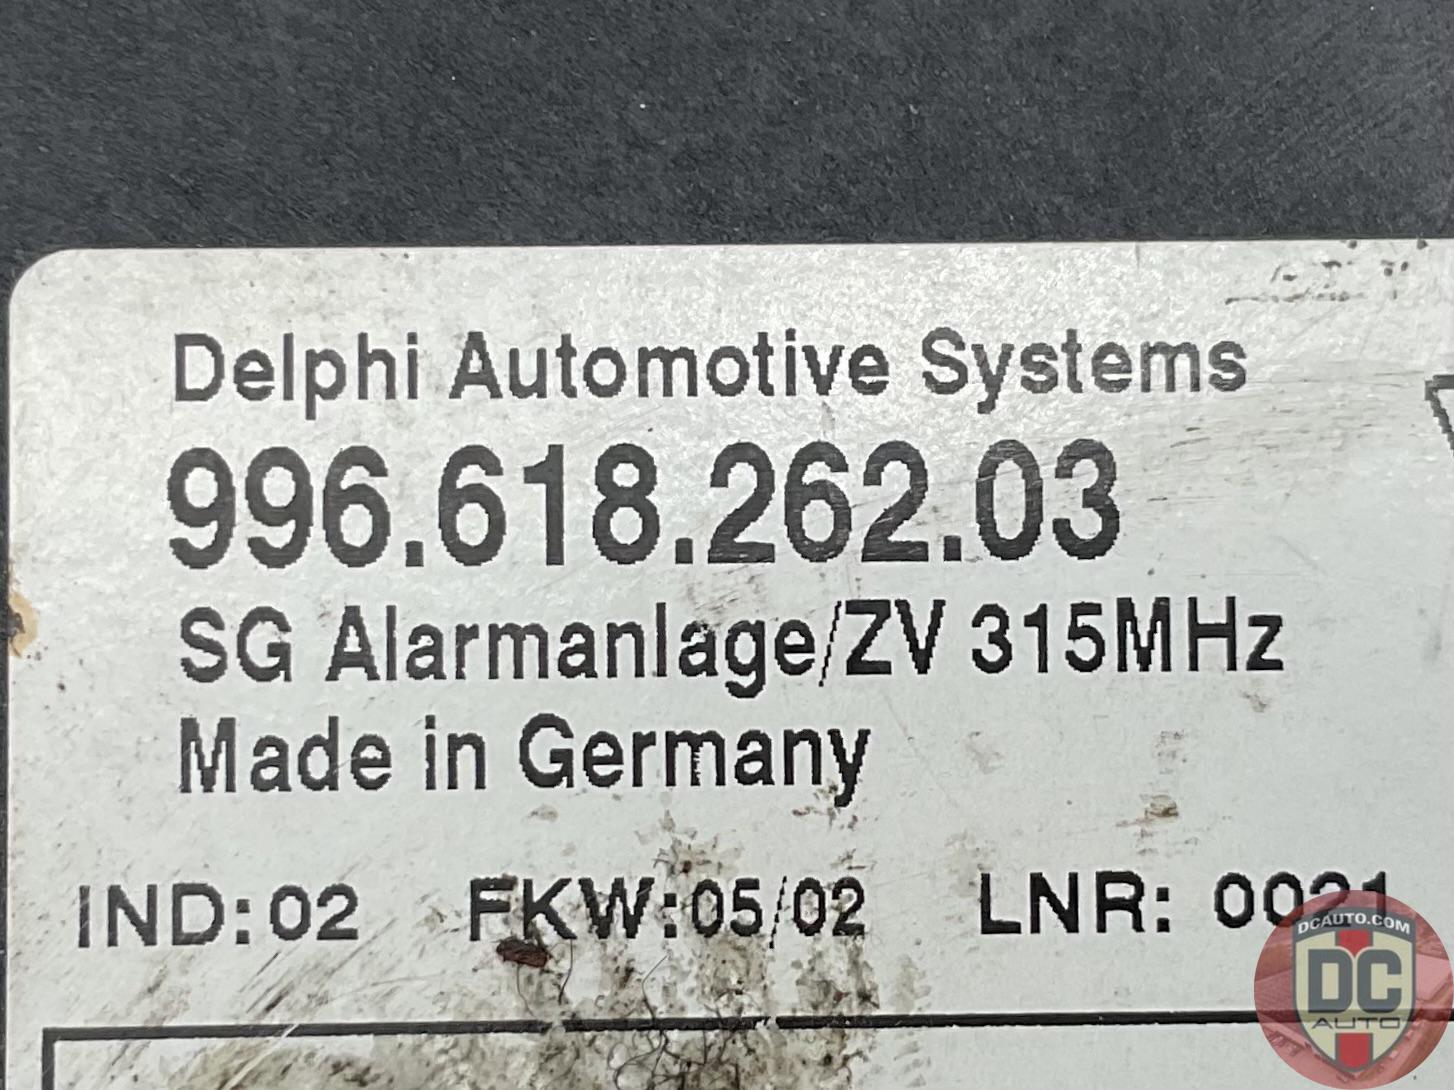 Delphi Automotive Systems
996.618.262.03
SG Alarmanlage/ZV 315MHz
Made in Germany
IND:02 FKW:05/02 LNR: 0021
DCAUTO.COM
DC
AUTO